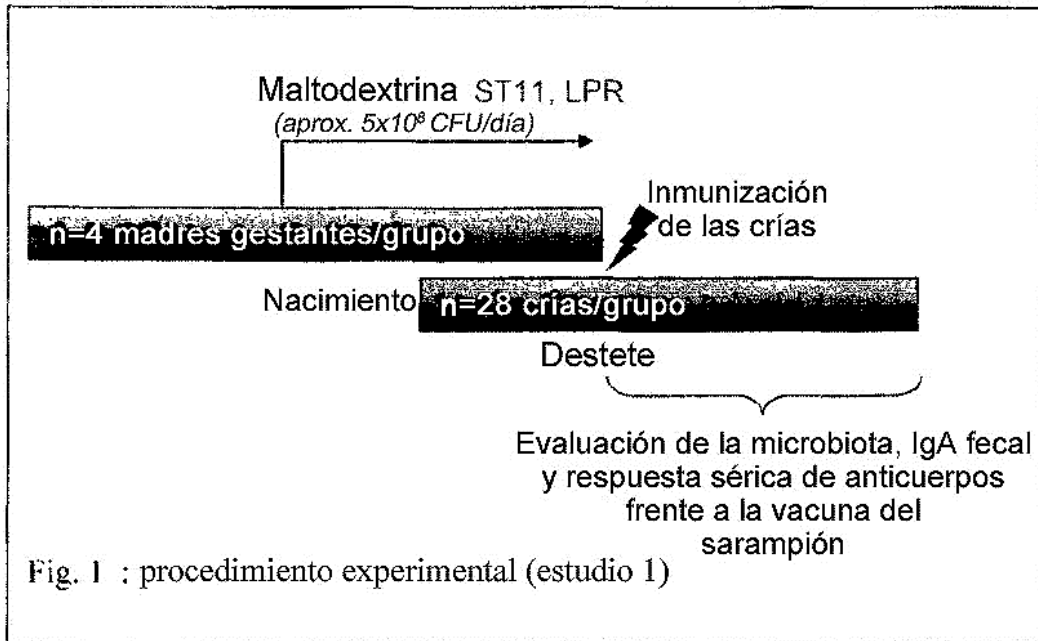 Maltodextrina ST11, LPR
(aprox. 5x10⁸ CFU/día)
Inmunización
de las crías
n=4 madres gestantes/grupo
Nacimiento
n=28 crías/grupo
Destete
Evaluación de la microbiota, IgA fecal
y respuesta sérica de anticuerpos
frente a la vacuna del
sarampión
Fig. 1 : procedimiento experimental (estudio 1)